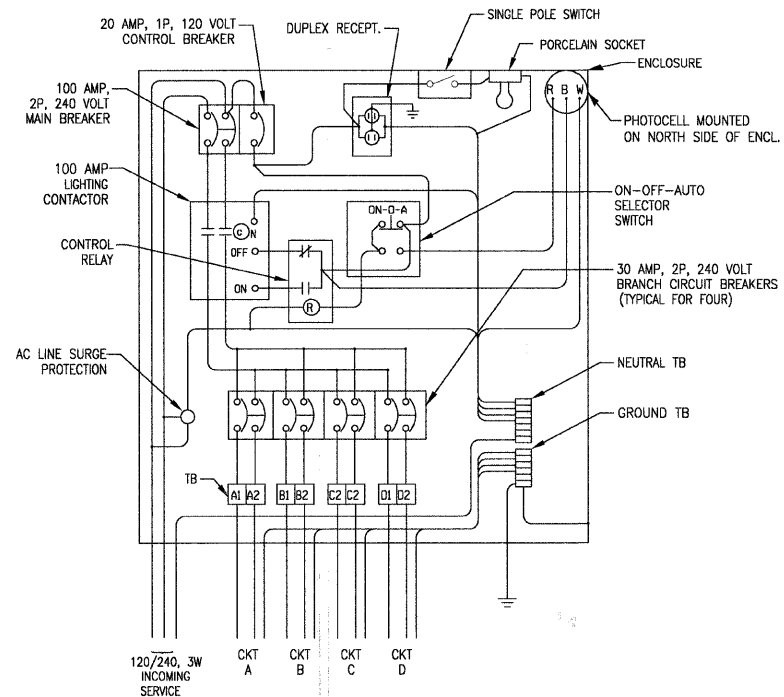 20 AMP, 1P, 120 VOLT
CONTROL BREAKER
DUPLEX RECEPT.
SINGLE POLE SWITCH
PORCELAIN SOCKET
ENCLOSURE
100 AMP,
2P, 240 VOLT
MAIN BREAKER
R B W
PHOTOCELL MOUNTED
ON NORTH SIDE OF ENCL.
100 AMP
LIGHTING
CONTACTOR
ON-O-A
ON-OFF-AUTO
SELECTOR
SWITCH
C
N
OFF
CONTROL
RELAY
ON
R
30 AMP, 2P, 240 VOLT
BRANCH CIRCUIT BREAKERS
(TYPICAL FOR FOUR)
AC LINE SURGE
PROTECTION
NEUTRAL TB
GROUND TB
TB
A1 A2 B1 B2 C2 C2 D1 D2
120/240, 3W
INCOMING
SERVICE
CKT
A
CKT
B
CKT
C
CKT
D